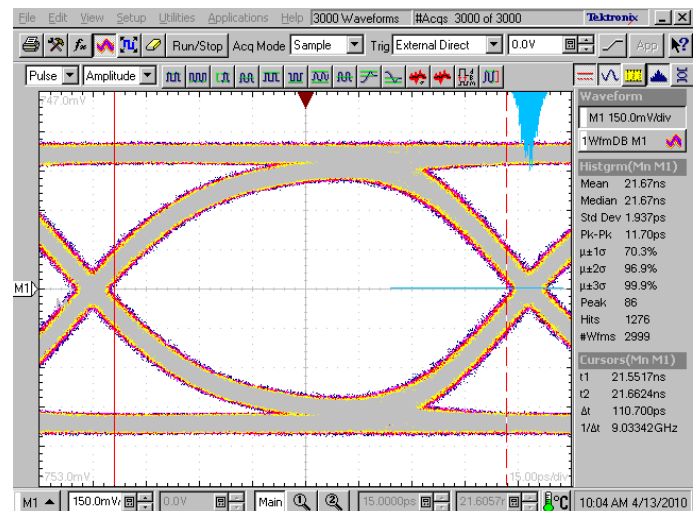 File Edit View Setup Utilities Applications Help 3000 Waveforms #Acqs 3000 of 3000 Tektronix
Run/Stop Acq Mode Sample Trig External Direct 0.0V App
Pulse Amplitude
747.0mV
Waveform
M1 150.0mV/div
1WfmDB M1
Histgrm(Mn M1)
Mean 21.67ns
Median 21.67ns
Std Dev 1.937ps
Pk-Pk 11.70ps
µ±1σ 70.3%
µ±2σ 96.9%
µ±3σ 99.9%
Peak 86
Hits 1276
#Wfms 2999
M1
Cursors(Mn M1)
t1 21.5517ns
t2 21.6624ns
Δt 110.700ps
1/Δt 9.03342GHz
753.0mV
15.00ps/div
M1 150.0mV/ 0.0V Main 15.0000ps 21.6057r °C 10:04 AM 4/13/2010